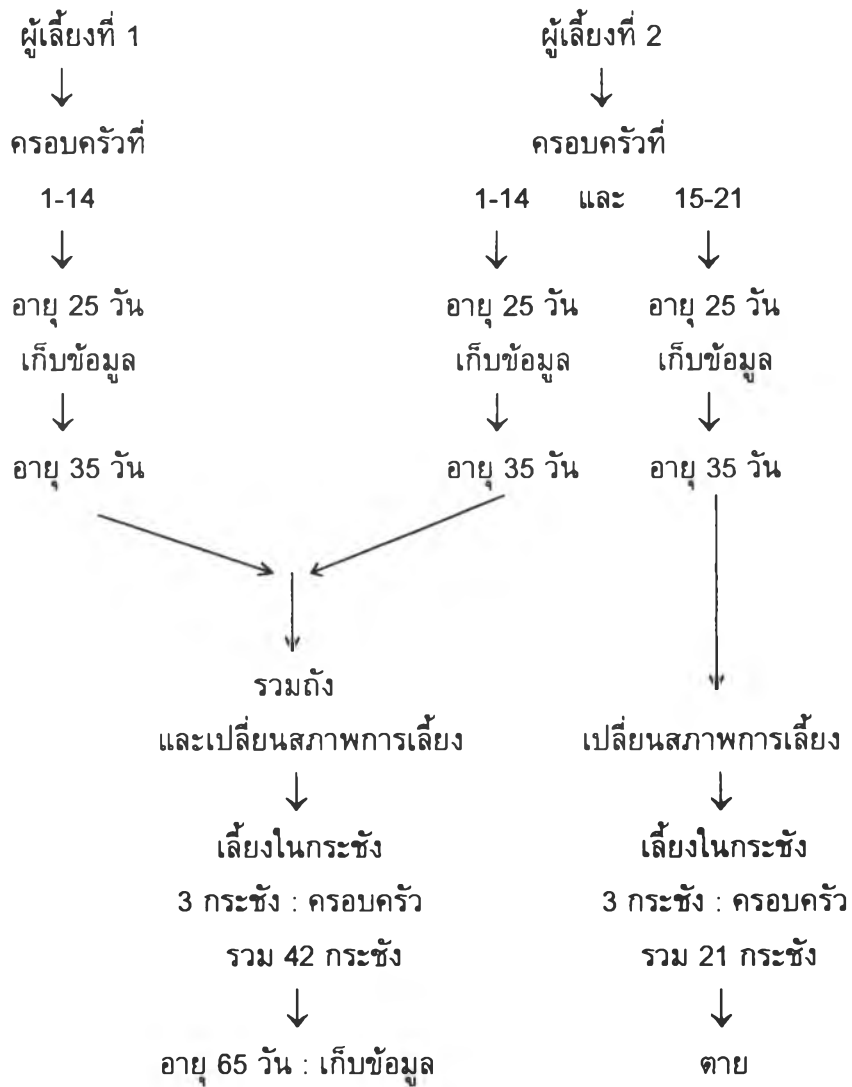 ผู้เลี้ยงที่ 1 ผู้เลี้ยงที่ 2
ครอบครัวที่ ครอบครัวที่
1-14 1-14 และ 15-21
อายุ 25 วัน อายุ 25 วัน อายุ 25 วัน
เก็บข้อมูล เก็บข้อมูล เก็บข้อมูล
อายุ 35 วัน อายุ 35 วัน อายุ 35 วัน
รวมถัง
และเปลี่ยนสภาพการเลี้ยง เปลี่ยนสภาพการเลี้ยง
เลี้ยงในกระชัง เลี้ยงในกระชัง
3 กระชัง : ครอบครัว 3 กระชัง : ครอบครัว
รวม 42 กระชัง รวม 21 กระชัง
อายุ 65 วัน : เก็บข้อมูล ตาย